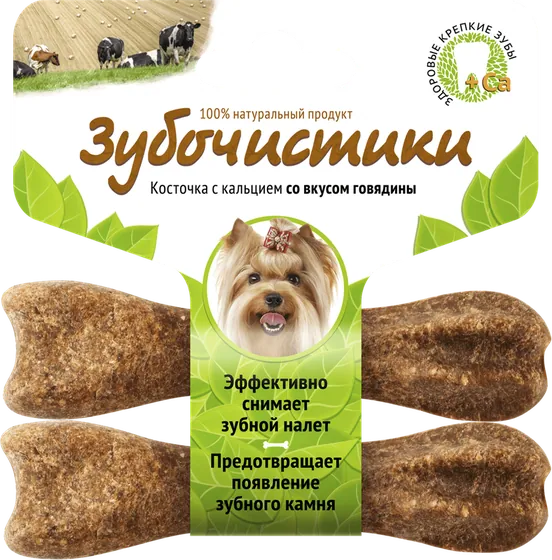 ЗДОРОВЫЕ КРЕПКИЕ ЗУБЫ
+Ca
100% натуральный продукт
Зубочистики
Косточка с кальцием со вкусом говядины
Эффективно
снимает
зубной налет
Предотвращает
появление
зубного камня